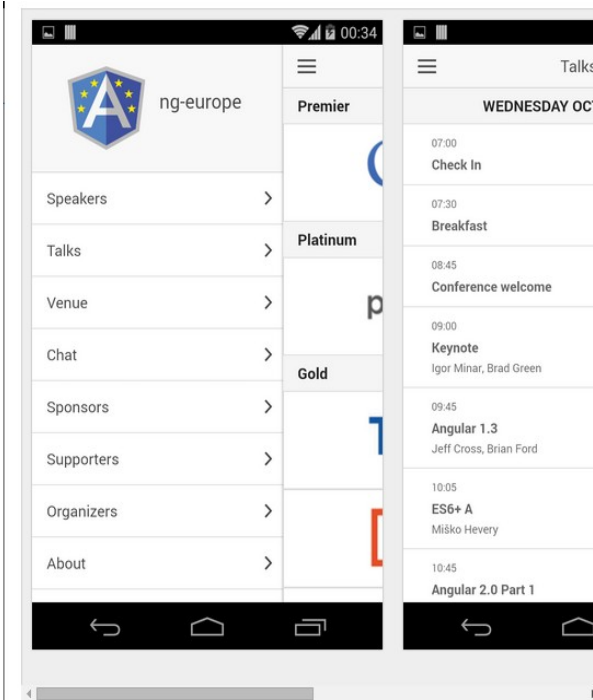 00:34
ng-europe
Speakers
Talks
Venue
Chat
Sponsors
Supporters
Organizers
About
Premier
Platinum
Gold
Talks
WEDNESDAY OC
07:00
Check In
07:30
Breakfast
08:45
Conference welcome
09:00
Keynote
Igor Minar, Brad Green
09:45
Angular 1.3
Jeff Cross, Brian Ford
10:05
ES6+ A
Miško Hevery
10:45
Angular 2.0 Part 1